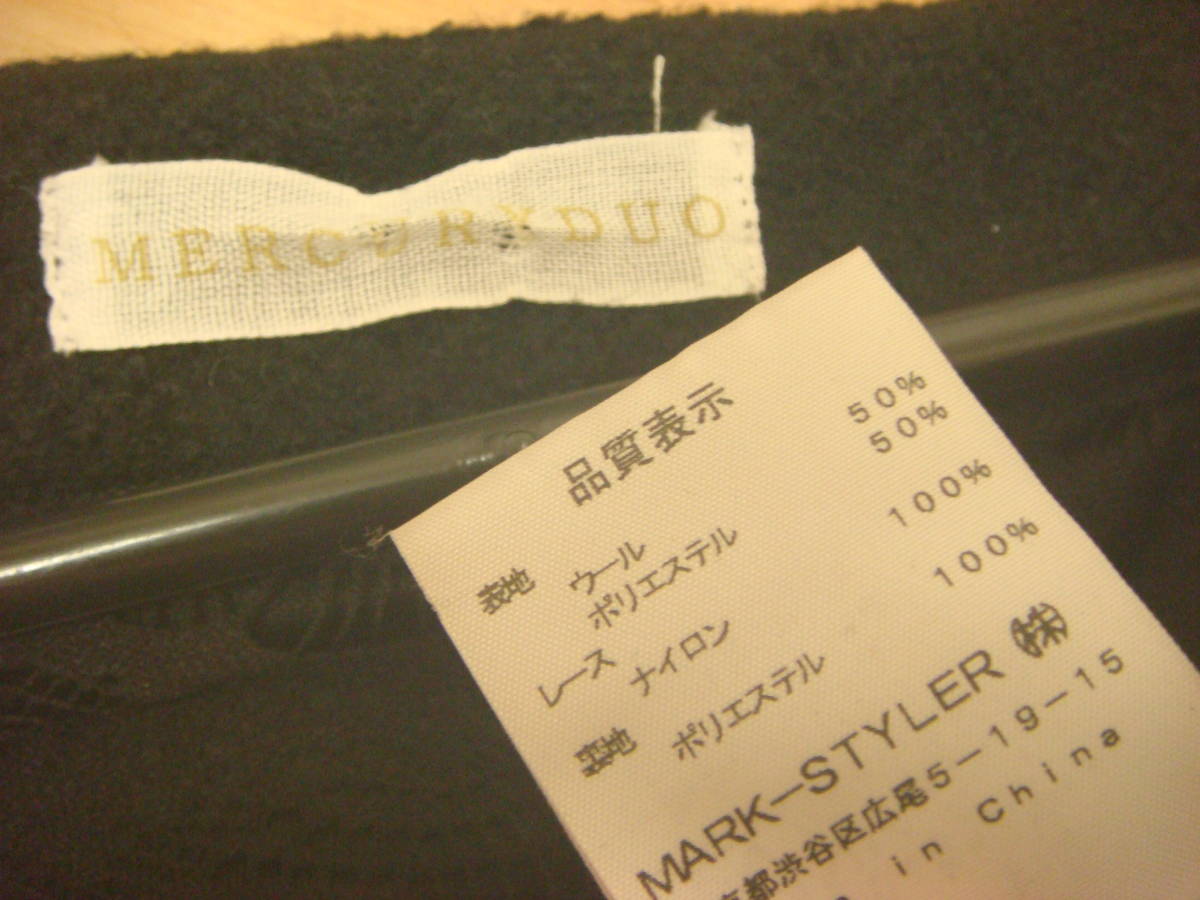 MERCURYDUO
品質表示
表地 ウール 50%
ポリエステル 50%
レース ナイロン 100%
裏地 ポリエステル 100%
MARK-STYLER ㈱
京都渋谷区広尾5-19-15
in China